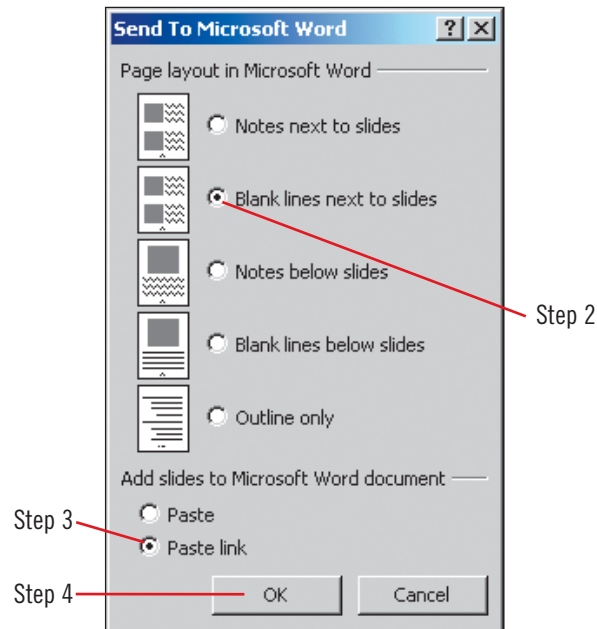 Send To Microsoft Word
Page layout in Microsoft Word
Notes next to slides
Blank lines next to slides
Notes below slides
Step 2
Blank lines below slides
Outline only
Add slides to Microsoft Word document
Paste
Step 3
Paste link
Step 4
OK Cancel